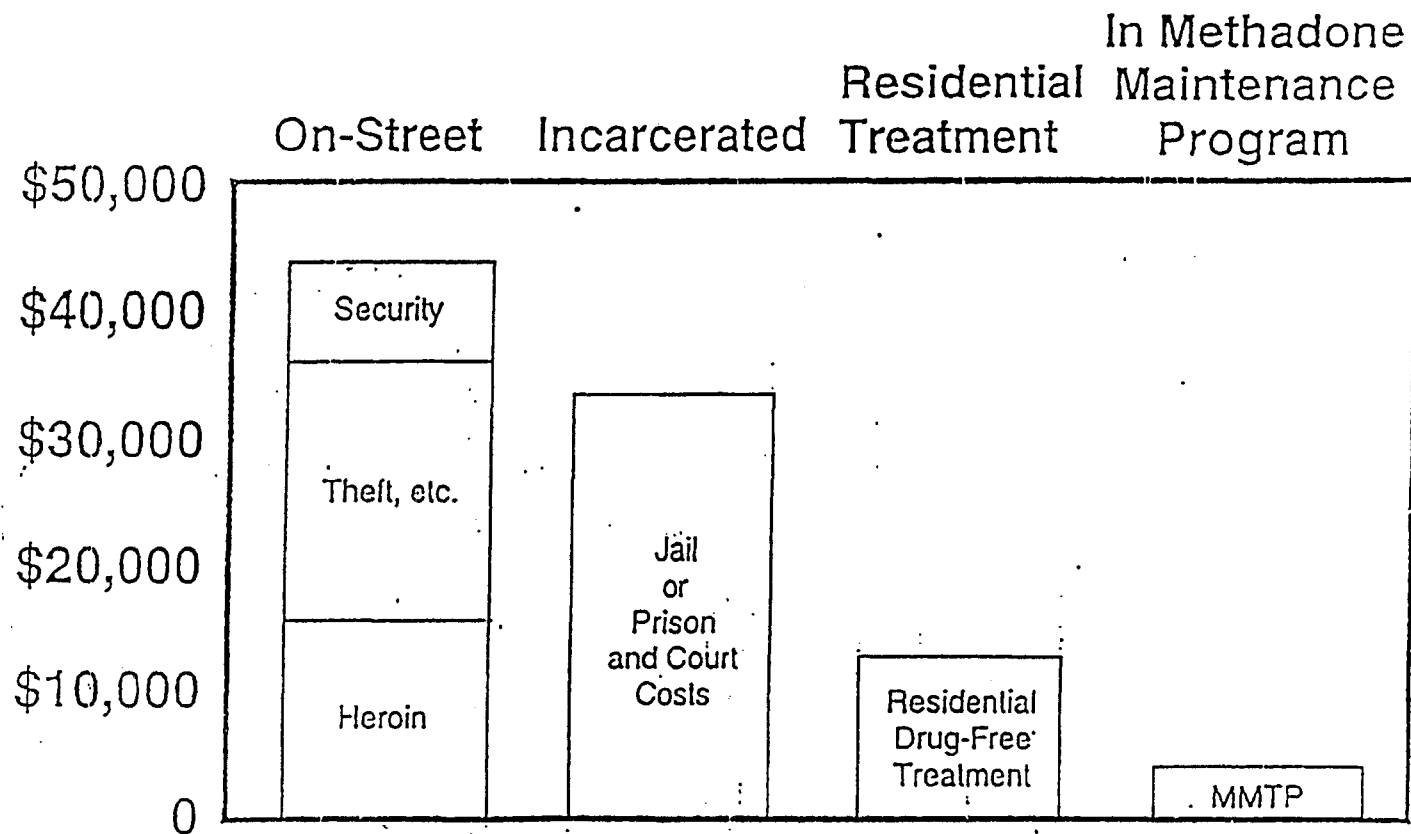 In Methadone
Residential Maintenance
On-Street Incarcerated Treatment Program
$50,000
$40,000
$30,000
$20,000
$10,000
0
Security
Theft, etc.
Heroin
Jail
or
Prison
and Court
Costs
Residential
Drug-Free
Treatment
MMTP